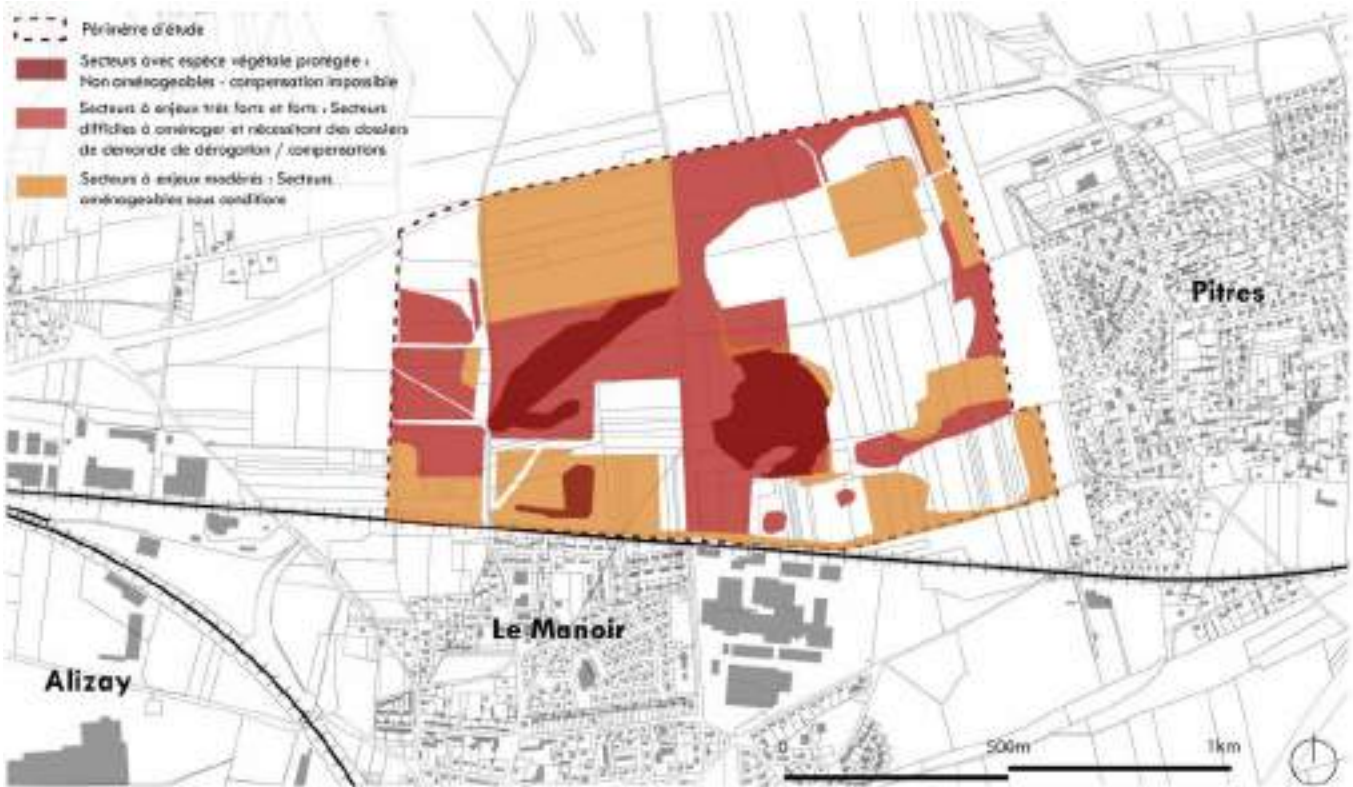 Périmètre d'étude
Secteurs avec espèce végétale protégée :
Non aménageables - compensation impossible
Secteurs à enjeux très forts et forts : Secteurs
difficiles à aménager et nécessitant des dossiers
de demande de dérogation / compensations
Secteurs à enjeux modérés : Secteurs
aménageables sous conditions
Pitres
Le Manoir
Alizay
0 500m 1km